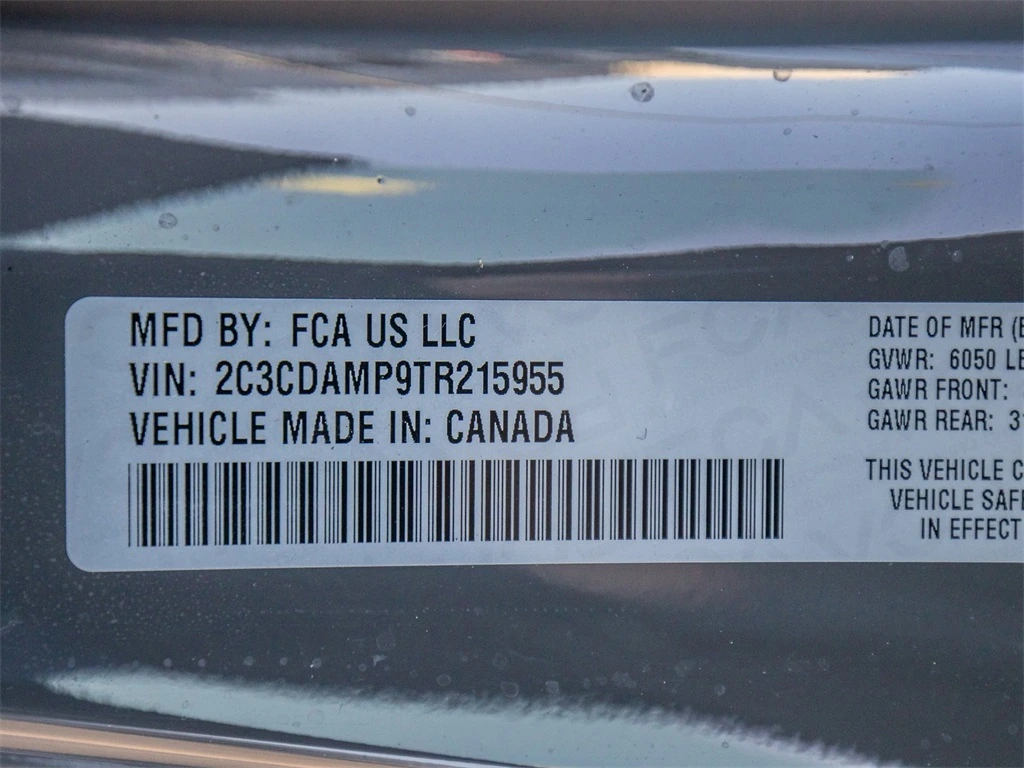 MFD BY: FCA US LLC
VIN: 2C3CDAMP9TR215955
VEHICLE MADE IN: CANADA
DATE OF MFR
GVWR: 6050
GAWR FRONT:
GAWR REAR:
THIS VEHICLE
VEHICLE
IN EFFECT